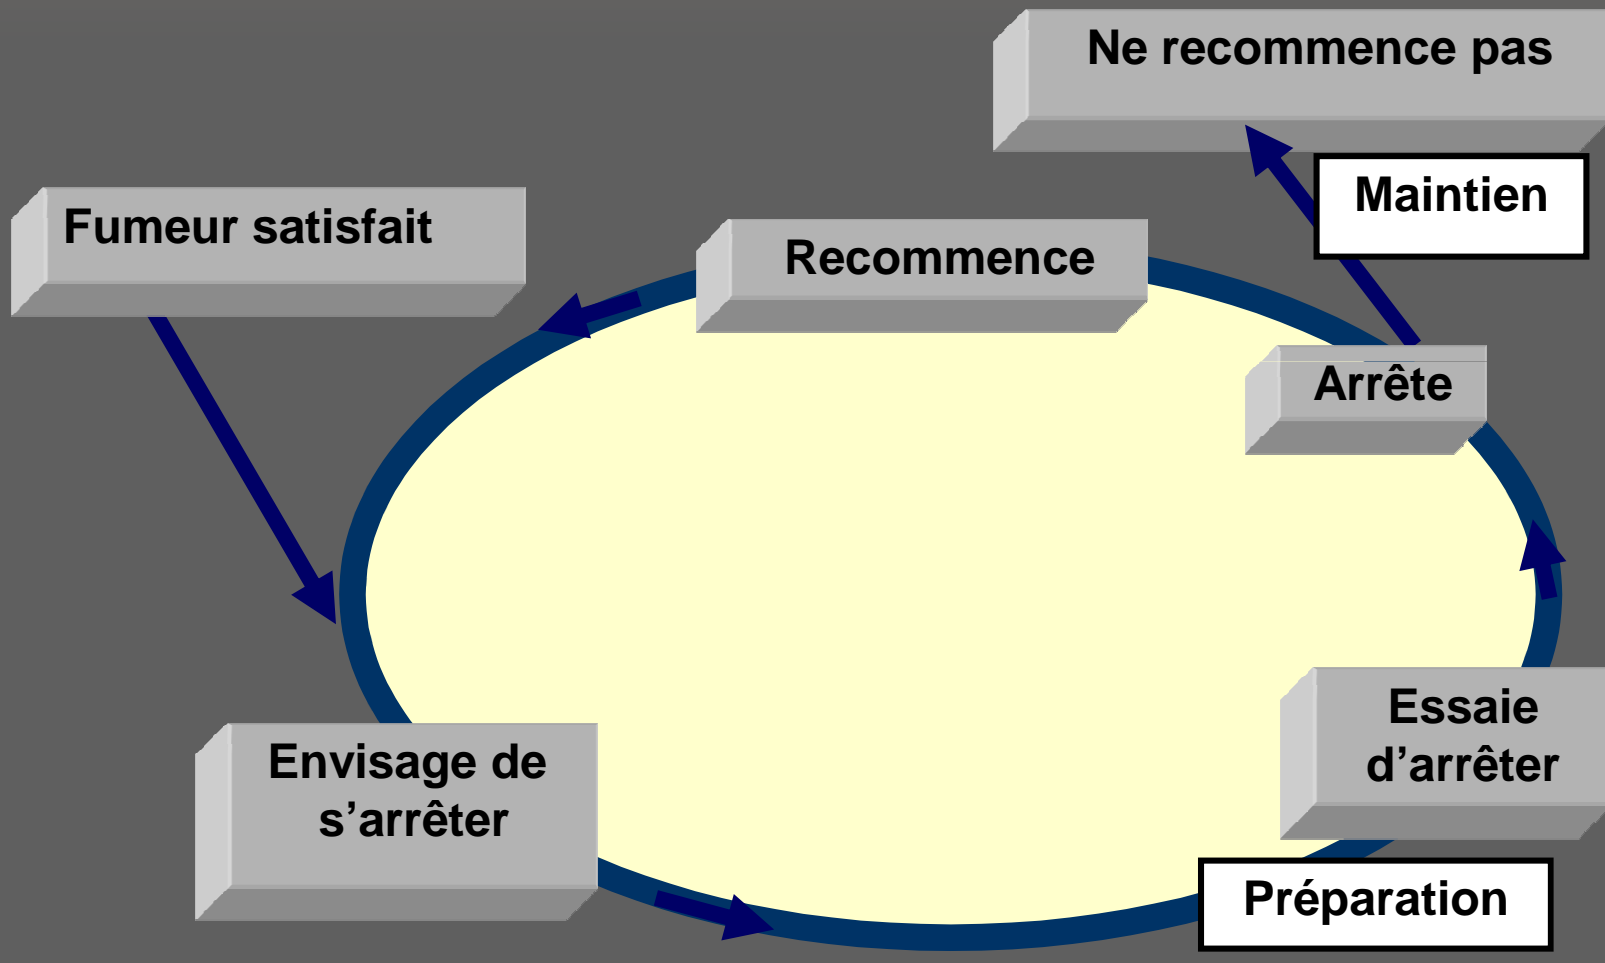 Ne recommence pas
Maintien
Fumeur satisfait
Recommence
Arrête
Essaie
d’arrêter
Envisage de
s’arrêter
Préparation